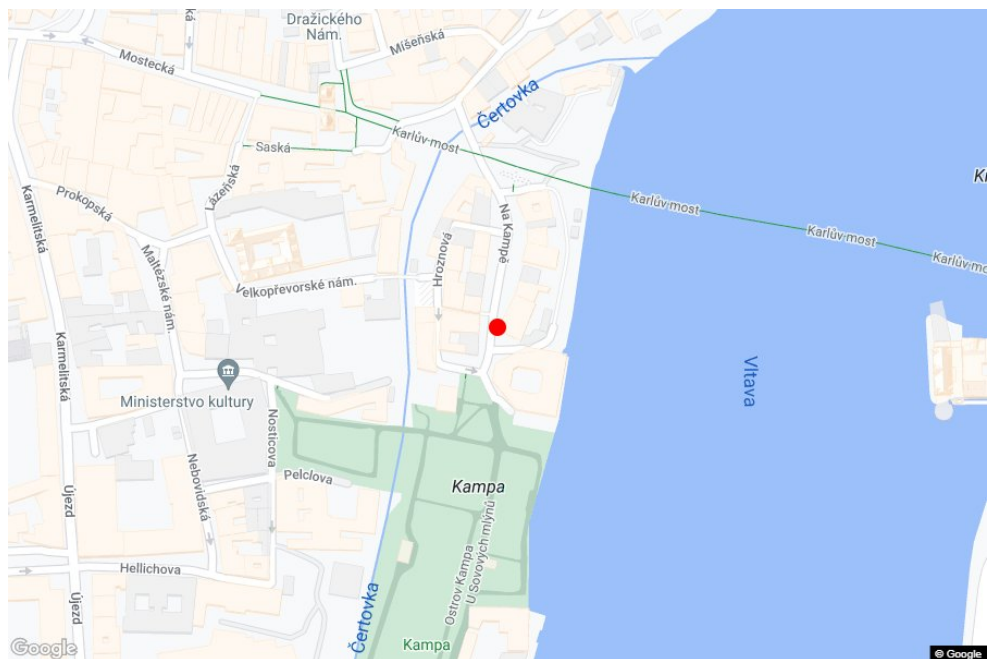 Dražického
Nám.
Míšeňská
Mostecká
Čertovka
Karlův most
Saská
Karlův most
Karlův most
Karlův mo
Lázeňská
Prokopská
Karmelitská
Na Kampě
Hroznová
Maltézské nám.
Velkopřevorské nám.
Karmelitská
Vltava
Ministerstvo kultury
Nosticova
Nebovidská
Pelclova
Kampa
Újezd
Hellichova
Ostrov Kampa
U Sovových mlýnů
Újezd
Čertovka
Kampa
Google
© Google